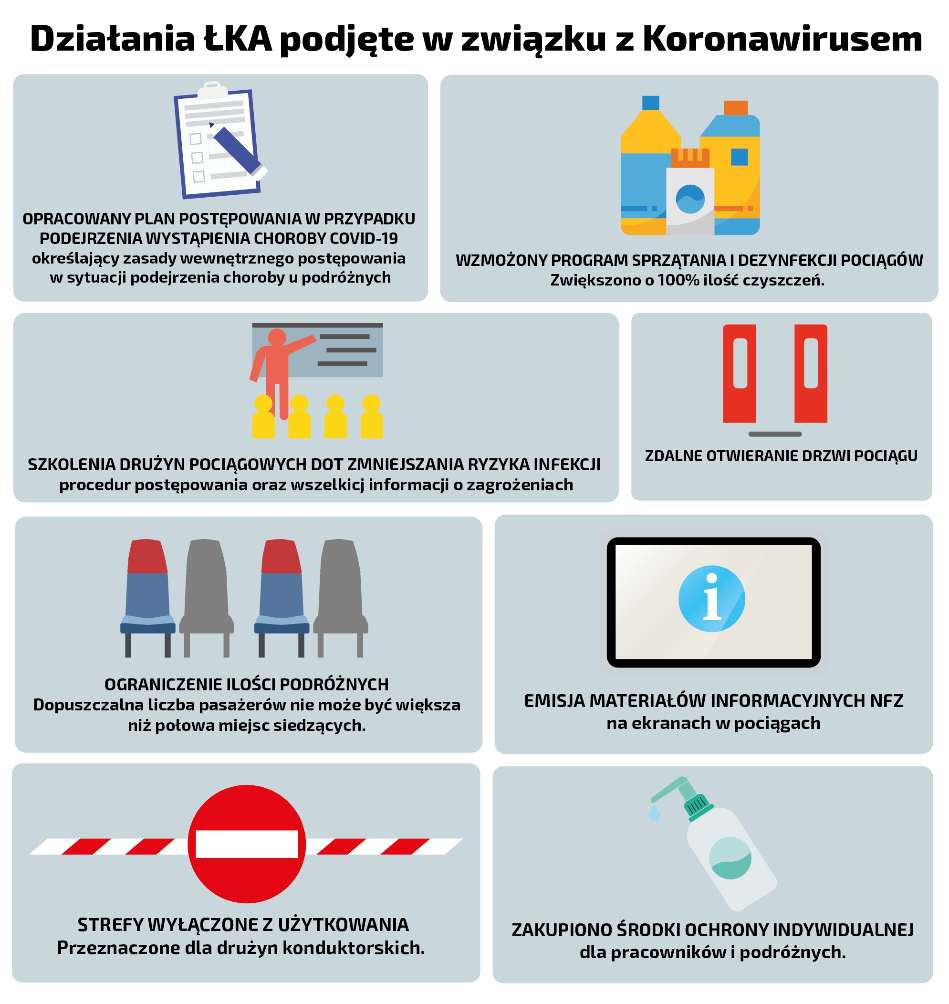 Działania ŁKA podjęte w związku z Koronawirusem
OPRACOWANY PLAN POSTĘPOWANIA W PRZYPADKU
PODEJRZENIA WYSTĄPIENIA CHOROBY COVID-19
określający zasady wewnętrznego postępowania
w sytuacji podejrzenia choroby u podróżnych
WZMOŻONY PROGRAM SPRZĄTANIA I DEZYNFEKCJI POCIĄGÓW
Zwiększono o 100% ilość czyszczeń.
SZKOLENIA DRUŻYN POCIĄGOWYCH DOT ZMNIEJSZANIA RYZYKA INFEKCJI
procedur postępowania oraz wszelkicj informacji o zagrożeniach
ZDALNE OTWIERANIE DRZWI POCIĄGU
OGRANICZENIE ILOŚCI PODRÓŻNYCH
Dopuszczalna liczba pasażerów nie może być większa
niż połowa miejsc siedzących.
i
EMISJA MATERIAŁÓW INFORMACYJNYCH NFZ
na ekranach w pociągach
STREFY WYŁĄCZONE Z UŻYTKOWANIA
Przeznaczone dla drużyn konduktorskich.
ZAKUPIONO ŚRODKI OCHRONY INDYWIDUALNEJ
dla pracowników i podróżnych.